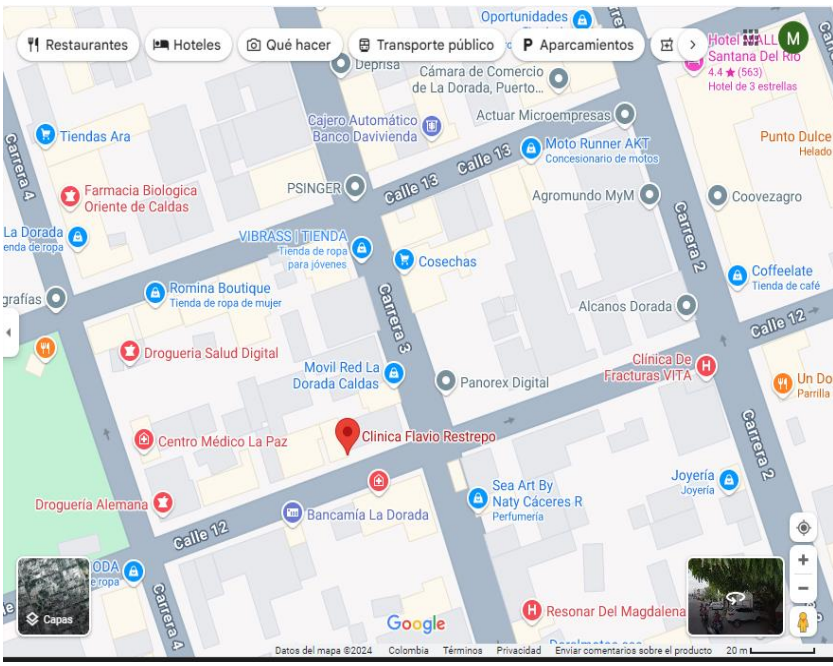 Oportunidades
Restaurantes
Hoteles
Qué hacer
Transporte público
Aparcamientos
M
Santana Del Rio
4.4 ★ (563)
Hotel de 3 estrellas
Deprisa
Cámara de Comercio
de La Dorada, Puerto...
Actuar Microempresas
Cajero Automático
Banco Davivienda
Tiendas Ara
Carrera 4
Calle 13
Calle 13
Moto Runner AKT
Concesionario de motos
Punto Dulce
Helado
Farmacia Biologica
Oriente de Caldas
PSINGER
Agromundo MyM
Coovezagro
La Dorada
enda de ropa
VIBRASS | TIENDA
Tienda de ropa
para jóvenes
Cosechas
Carrera 2
Coffeelate
Tienda de café
grafías
Romina Boutique
Tienda de ropa de mujer
Carrera 3
Alcanos Dorada
Calle 12
Drogueria Salud Digital
Movil Red La
Dorada Caldas
Panorex Digital
Clínica De
Fracturas VITA
Un Do
Parrilla
Centro Médico La Paz
Clinica Flavio Restrepo
Carrera 2
Droguería Alemana
Bancamía La Dorada
Sea Art By
Naty Cáceres R
Perfumería
Joyería
Joyería
Calle 12
ODA
e ropa
Carrera 4
Capas
Google
Resonar Del Magdalena
Datos del mapa ©2024
Colombia
Términos
Privacidad
Enviar comentarios sobre el producto
20 m